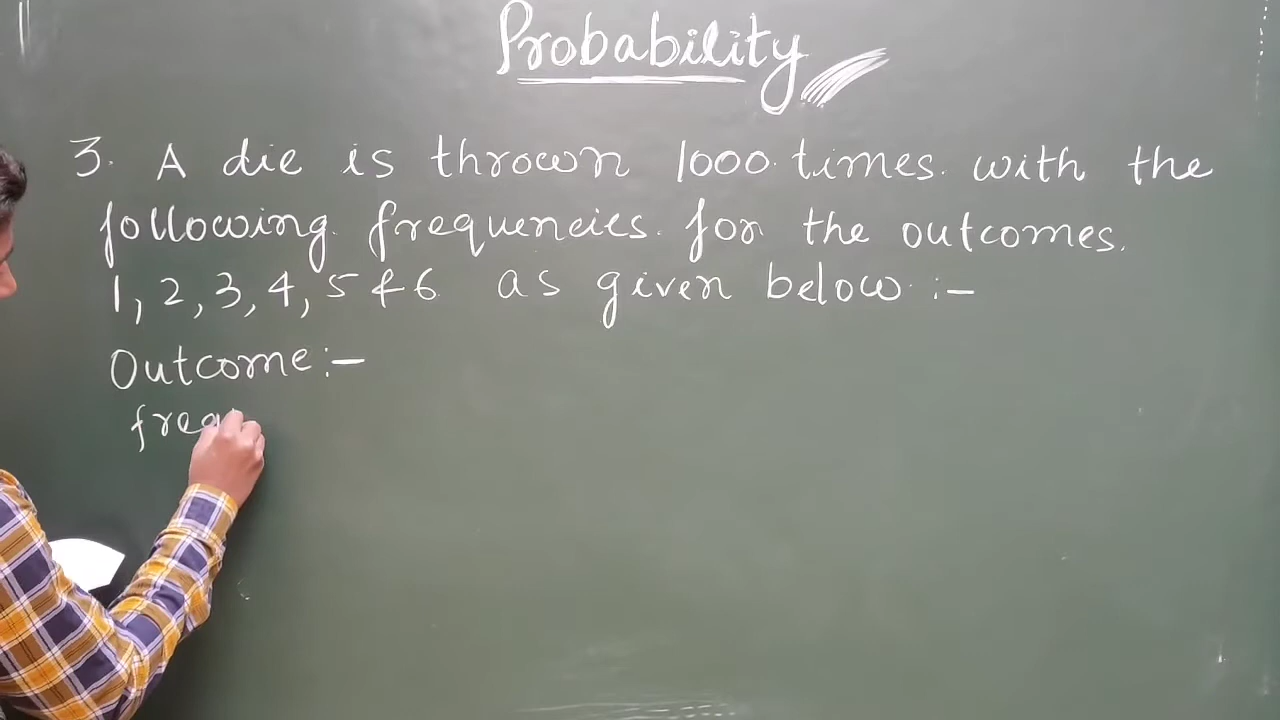 Probability
3. A die is thrown 1000 times. with the
following frequencies. for the outcomes.
1, 2, 3, 4, 5 & 6 as given below :-
Outcome:-
freq